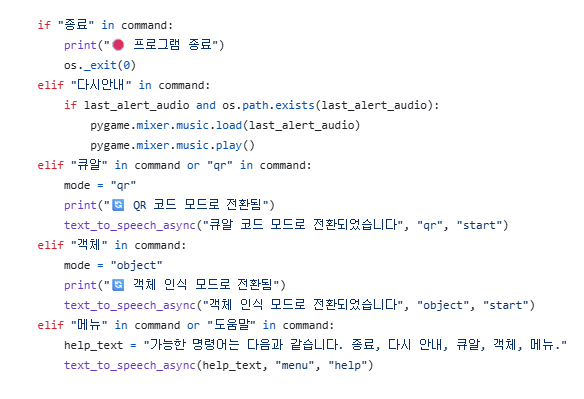 if "종료" in command:
    print("🛑 프로그램 종료")
    os._exit(0)
elif "다시안내" in command:
    if last_alert_audio and os.path.exists(last_alert_audio):
        pygame.mixer.music.load(last_alert_audio)
        pygame.mixer.music.play()
elif "큐알" in command or "qr" in command:
    mode = "qr"
    print("🔄 QR 코드 모드로 전환됨")
    text_to_speech_async("큐알 코드 모드로 전환되었습니다", "qr", "start")
elif "객체" in command:
    mode = "object"
    print("🔄 객체 인식 모드로 전환됨")
    text_to_speech_async("객체 인식 모드로 전환되었습니다", "object", "start")
elif "메뉴" in command or "도움말" in command:
    help_text = "가능한 명령어는 다음과 같습니다. 종료, 다시 안내, 큐알, 객체, 메뉴."
    text_to_speech_async(help_text, "menu", "help")